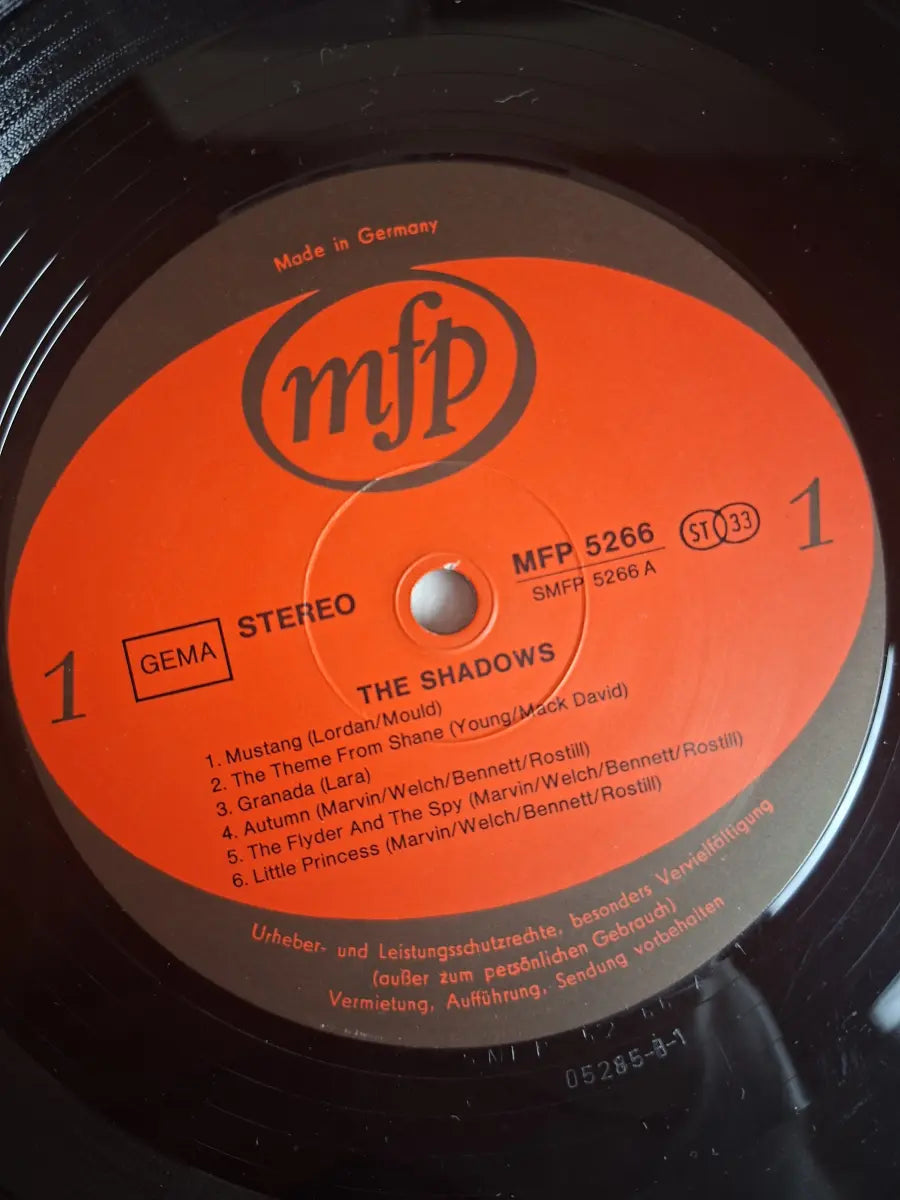 Made in Germany
mfp
MFP 5266
SMFP 5266 A
ST 33
1
1
GEMA
STEREO
THE SHADOWS
1. Mustang (Lordan/Mould)
2. The Theme From Shane (Young/Mack David)
3. Granada (Lara)
4. Autumn (Marvin/Welch/Bennett/Rostill)
5. The Flyder And The Spy (Marvin/Welch/Bennett/Rostill)
6. Little Princess (Marvin/Welch/Bennett/Rostill)
Urheber- und Leistungsschutzrechte, besonders Vervielfältigung
(außer zum persönlichen Gebrauch)
Vermietung, Aufführung, Sendung vorbehalten
05285-B-1